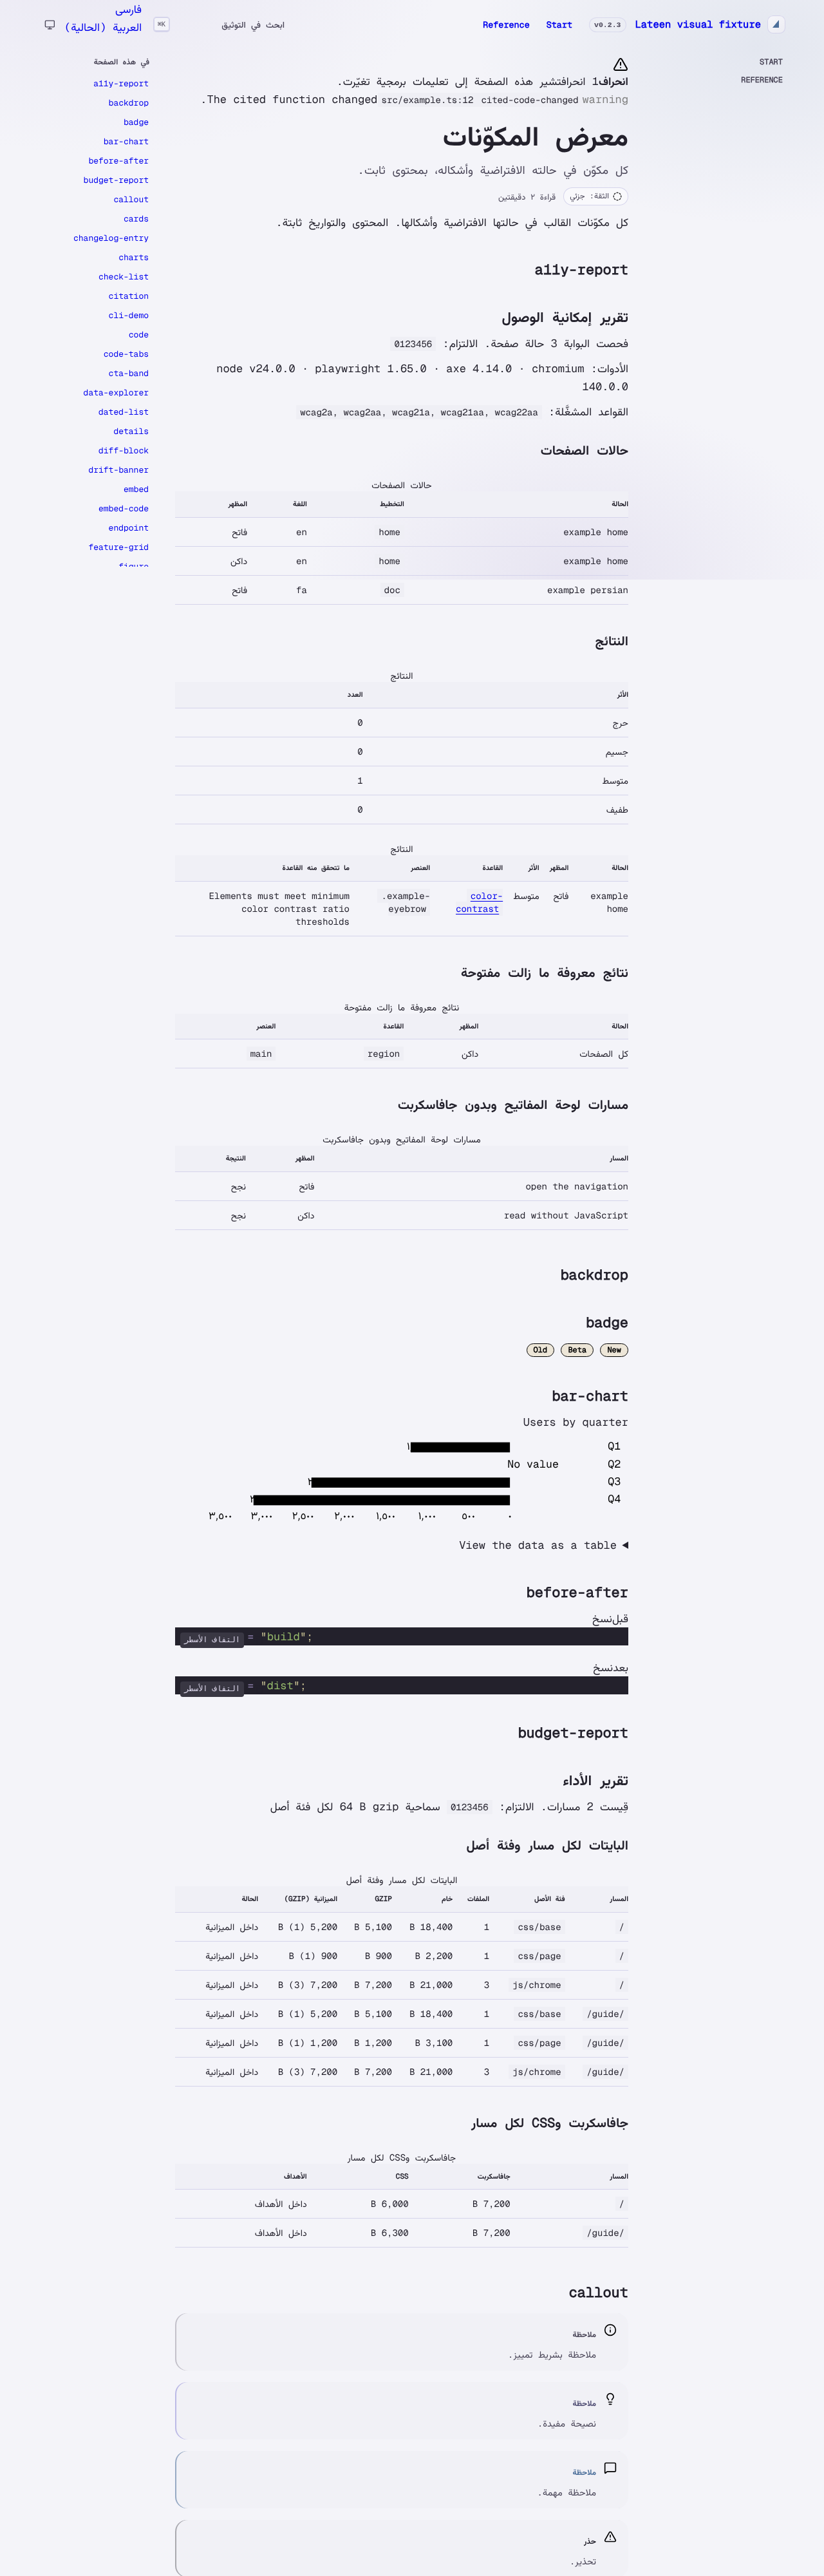 Lateen visual fixture
v0.2.3
Start
Reference
ابحث في التوثيق
⌘K
فارسی
العربية (الحالية)
START
REFERENCE
في هذه الصفحة
a11y-report
backdrop
badge
bar-chart
before-after
budget-report
callout
cards
changelog-entry
charts
check-list
citation
cli-demo
code
code-tabs
cta-band
data-explorer
dated-list
details
diff-block
drift-banner
embed
embed-code
endpoint
feature-grid
انحراف1 انحرافتشير هذه الصفحة إلى تعليمات برمجية تغيّرت.
warning cited-code-changed src/example.ts:12 The cited function changed.
معرض المكوّنات
كل مكوّن في حالته الافتراضية وأشكاله، بمحتوى ثابت.
الثقة: جزئي
قراءة ٢ دقيقتين
كل مكوّنات القالب في حالتها الافتراضية وأشكالها. المحتوى والتواريخ ثابتة.
a11y-report
تقرير إمكانية الوصول
فحصت البوابة 3 حالة صفحة. الالتزام: 0123456
الأدوات: node v24.0.0 · playwright 1.65.0 · axe 4.14.0 · chromium
140.0.0
القواعد المشغَّلة: wcag2a, wcag2aa, wcag21a, wcag21aa, wcag22aa
حالات الصفحات
حالات الصفحات
الحالة التخطيط اللغة المظهر
example home home en فاتح
example home home en داكن
example persian doc fa فاتح
النتائج
النتائج
الأثر العدد
حرج 0
جسيم 0
متوسط 1
طفيف 0
النتائج
الحالة المظهر الأثر القاعدة العنصر ما تتحقق منه القاعدة
example home فاتح متوسط color-contrast .example-eyebrow Elements must meet minimum color contrast ratio thresholds
نتائج معروفة ما زالت مفتوحة
نتائج معروفة ما زالت مفتوحة
الحالة المظهر القاعدة العنصر
كل الصفحات داكن region main
مسارات لوحة المفاتيح وبدون جافاسكربت
مسارات لوحة المفاتيح وبدون جافاسكربت
المسار المظهر النتيجة
open the navigation فاتح نجح
read without JavaScript داكن نجح
backdrop
badge
New Beta Old
bar-chart
Users by quarter
Q1
Q2 No value
Q3
Q4
٠ ٥٠٠ ١,٠٠٠ ١,٥٠٠ ٢,٠٠٠ ٢,٥٠٠ ٣,٠٠٠ ٣,٥٠٠
View the data as a table
before-after
قبلنسخ
= "build";
التفاف الأسطر
بعدنسخ
= "dist";
التفاف الأسطر
budget-report
تقرير الأداء
قِيست 2 مسارات. الالتزام: 0123456 سماحية 64 B gzip لكل فئة أصل
البايتات لكل مسار وفئة أصل
البايتات لكل مسار وفئة أصل
المسار فئة الأصل الملفات خام GZIP الميزانية (GZIP) الحالة
/ css/base 1 18,400 B 5,100 B 5,200 (1) B داخل الميزانية
/ css/page 1 2,200 B 900 B 900 (1) B داخل الميزانية
/ js/chrome 3 21,000 B 7,200 B 7,200 (3) B داخل الميزانية
/guide/ css/base 1 18,400 B 5,100 B 5,200 (1) B داخل الميزانية
/guide/ css/page 1 3,100 B 1,200 B 1,200 (1) B داخل الميزانية
/guide/ js/chrome 3 21,000 B 7,200 B 7,200 (3) B داخل الميزانية
جافاسكربت وCSS لكل مسار
جافاسكربت وCSS لكل مسار
المسار جافاسكربت CSS الأهداف
/ 7,200 B 6,000 B داخل الأهداف
/guide/ 7,200 B 6,300 B داخل الأهداف
callout
ملاحظة
ملاحظة بشريط تمييز.
ملاحظة
نصيحة مفيدة.
ملاحظة
ملاحظة مهمة.
حذر
تحذير.